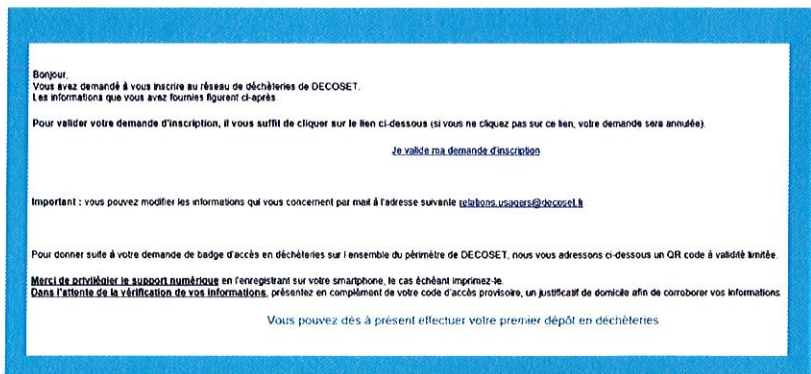 Bonjour,
Vous avez demandé à vous inscrire au réseau de déchèteries de DECOSET.
Les informations que vous avez fournies figurent ci-après
Pour valider votre demande d'inscription, il vous suffit de cliquer sur le lien ci-dessous (si vous ne cliquez pas sur ce lien, votre demande sera annulée).
Je valide ma demande d'inscription
Important : vous pouvez modifier les informations qui vous concernent par mail à l'adresse suivante relations.usagers@decoset.fr
Pour donner suite à votre demande de badge d'accès en déchèteries sur l'ensemble du périmètre de DECOSET, nous vous adressons ci-dessous un QR code à validité limitée.
Merci de privilégier le support numérique en l'enregistrant sur votre smartphone, le cas échéant imprimez-le.
Dans l'attente de la vérification de vos informations, présentez en complément de votre code d'accès provisoire, un justificatif de domicile afin de corroborer vos informations
Vous pouvez dès à présent effectuer votre premier dépôt en déchèteries